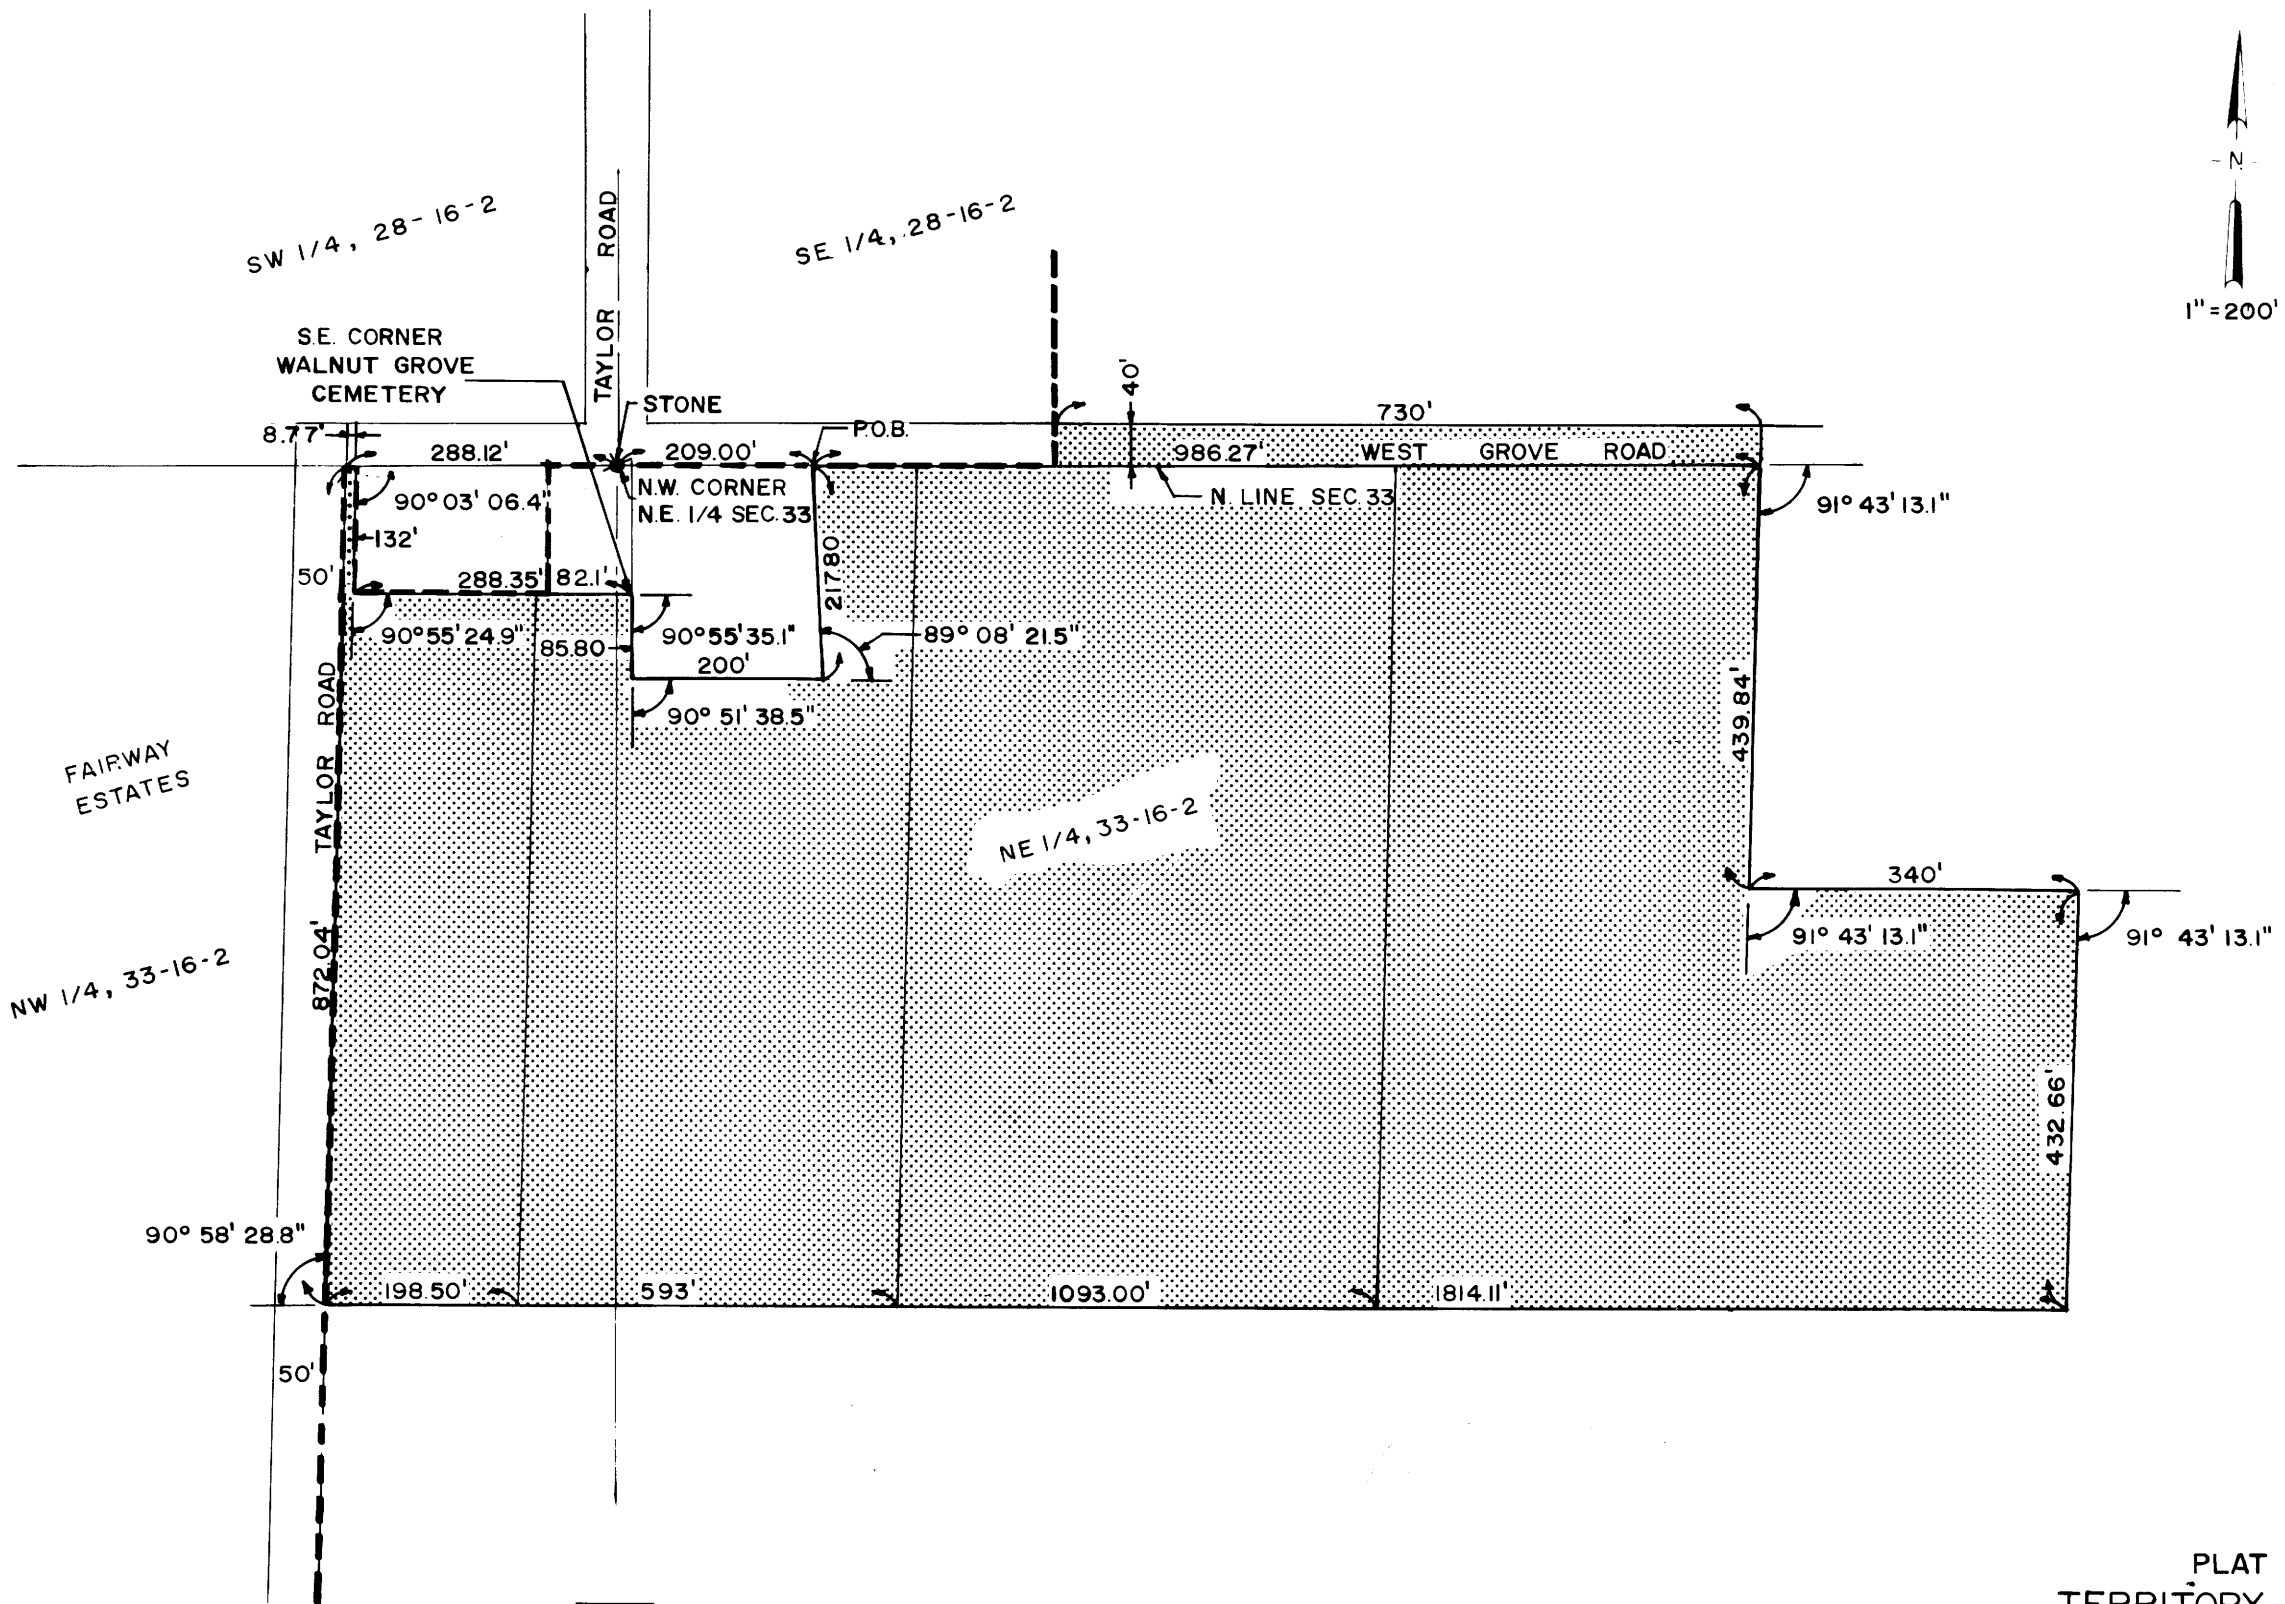 N
1"=200'
SW 1/4, 28-16-2
SE 1/4, 28-16-2
TAYLOR ROAD
S.E. CORNER
WALNUT GROVE
CEMETERY
STONE
P.O.B.
40'
730'
8.77'
288.12'
209.00'
986.27'
WEST GROVE ROAD
N.W. CORNER
N.E. 1/4 SEC. 33
N. LINE SEC. 33
90° 03' 06.4"
91° 43' 13.1"
132'
50'
288.35'
82.1'
217.80
90° 55' 24.9"
85.80
90° 55' 35.1"
89° 08' 21.5"
200'
90° 51' 38.5"
TAYLOR ROAD
439.84'
FAIRWAY
ESTATES
NE 1/4, 33-16-2
340'
91° 43' 13.1"
91° 43' 13.1"
872.04'
NW 1/4, 33-16-2
432.66'
90° 58' 28.8"
198.50'
593'
1093.00'
1814.11'
50'
PLAT
TERRITORY